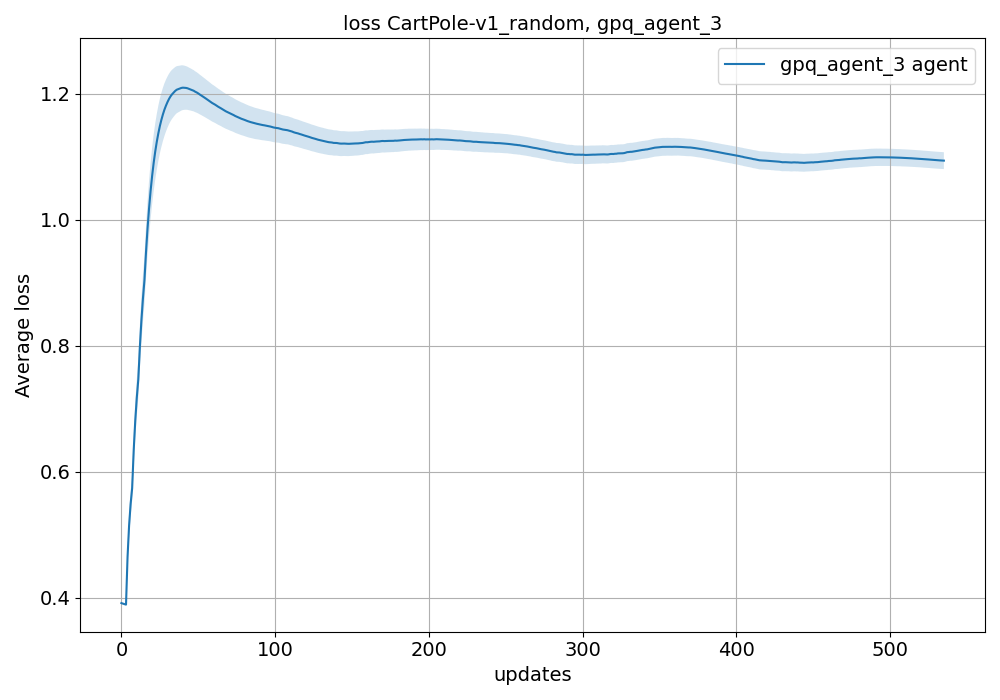 loss CartPole-v1_random, gpq_agent_3
gpq_agent_3 agent
1.2
1.0
0.8
0.6
0.4
Average loss
0
100
200
300
400
500
updates